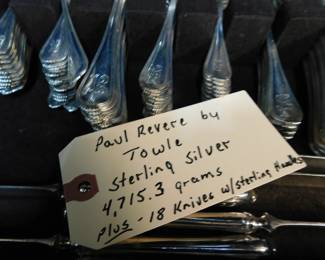 Paul Revere by
Towle
Sterling Silver
4,715.3 grams
plus - 18 Knives w/sterling Handles